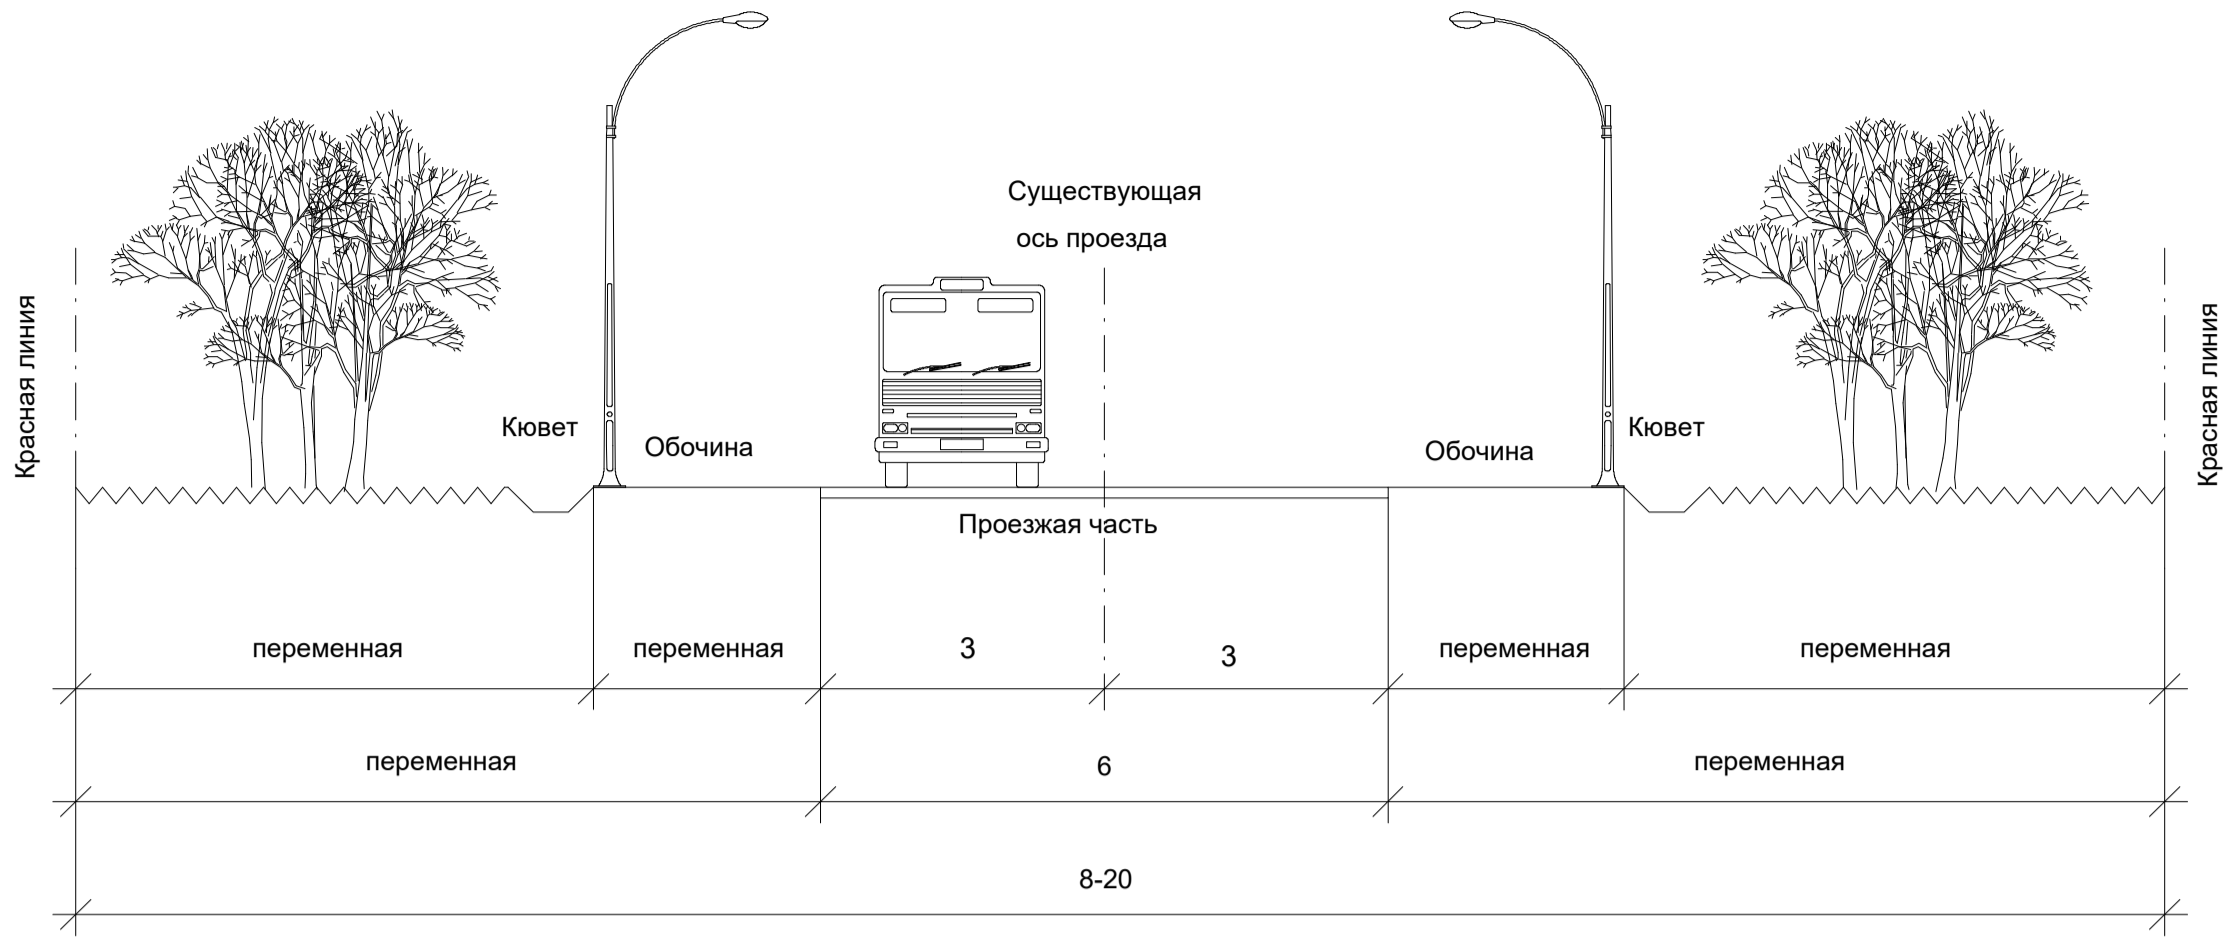 Существующая
ось проезда
Красная линия
Красная линия
Кювет
Обочина
Обочина
Кювет
Проезжая часть
переменная
переменная
3
3
переменная
переменная
переменная
6
переменная
8-20